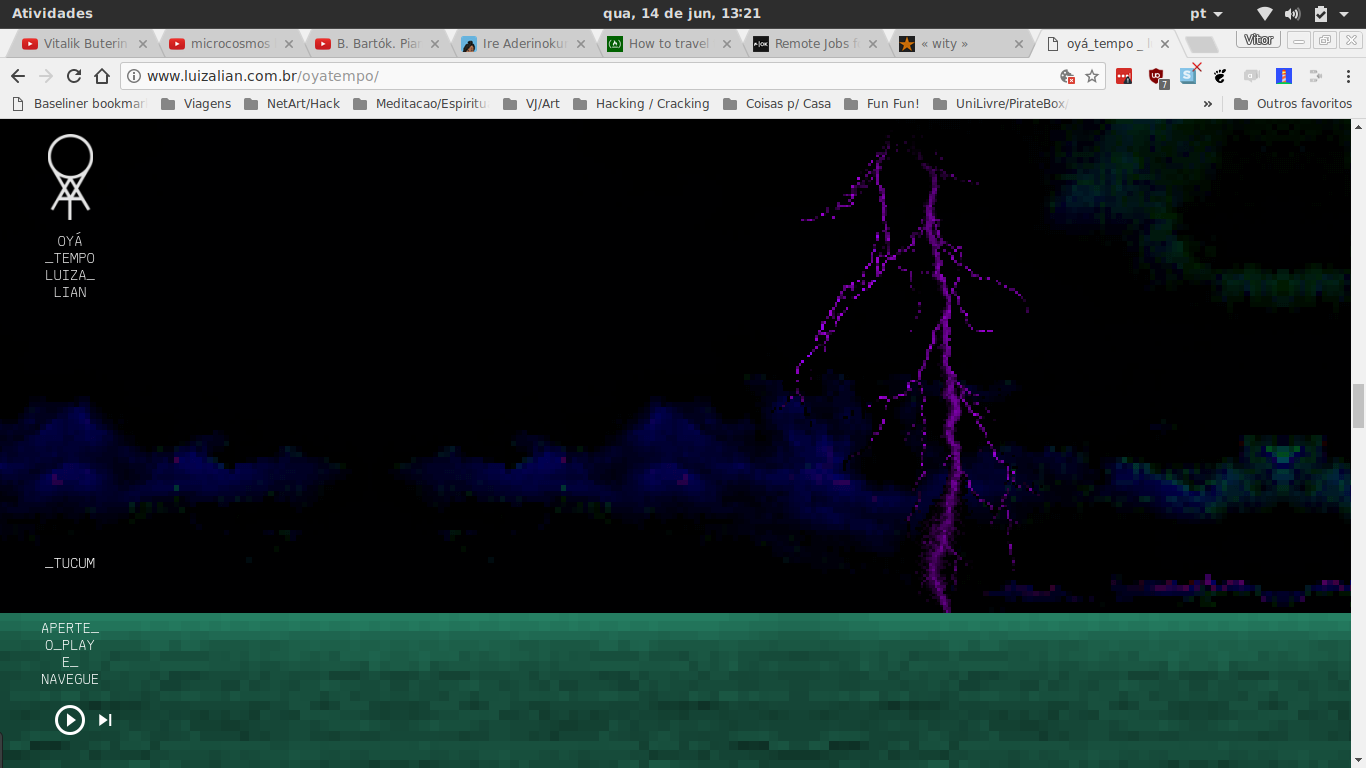 Atividades
qua, 14 de jun, 13:21
pt
Vitalik Buterin
microcosmos
B. Bartók. Pian
Ire Aderinokun
How to travel
Remote Jobs f
« wity »
oyá_tempo _
Vitor
www.luizalian.com.br/oyatempo/
7
Baseliner bookmar
Viagens
NetArt/Hack
Meditacao/Espiritu
VJ/Art
Hacking / Cracking
Coisas p/ Casa
Fun Fun!
UniLivre/PirateBox/
»
Outros favoritos
OYÁ
_TEMPO
LUIZA_
LIAN
_TUCUM
APERTE_
O_PLAY
E_
NAVEGUE